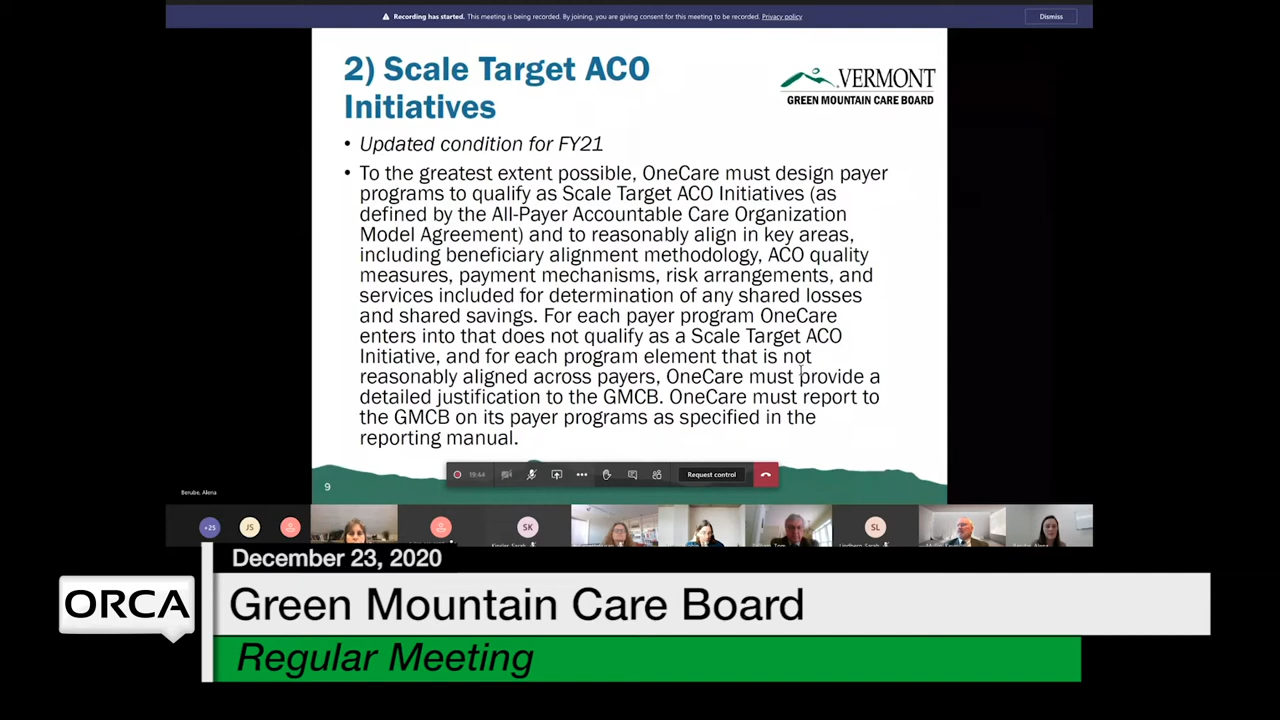 Recording has started. This meeting is being recorded. By joining, you are giving consent for this meeting to be recorded. Privacy policy
Dismiss
2) Scale Target ACO
Initiatives
VERMONT
GREEN MOUNTAIN CARE BOARD
• Updated condition for FY21
• To the greatest extent possible, OneCare must design payer
programs to qualify as Scale Target ACO Initiatives (as
defined by the All-Payer Accountable Care Organization
Model Agreement) and to reasonably align in key areas,
including beneficiary alignment methodology, ACO quality
measures, payment mechanisms, risk arrangements, and
services included for determination of any shared losses
and shared savings. For each payer program OneCare
enters into that does not qualify as a Scale Target ACO
Initiative, and for each program element that is not
reasonably aligned across payers, OneCare must provide a
detailed justification to the GMCB. OneCare must report to
the GMCB on its payer programs as specified in the
reporting manual.
19:44
Request control
9
Berube, Alena
+25
JS
SK
SL
December 23, 2020
ORCA
Green Mountain Care Board
Regular Meeting